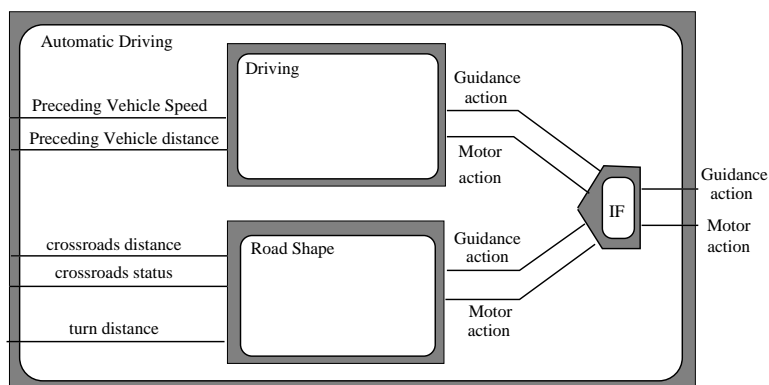 Automatic Driving
Driving
Preceding Vehicle Speed
Preceding Vehicle distance
Guidance
action
Motor
action
Road Shape
crossroads distance
crossroads status
turn distance
Guidance
action
Motor
action
IF
Guidance
action
Motor
action